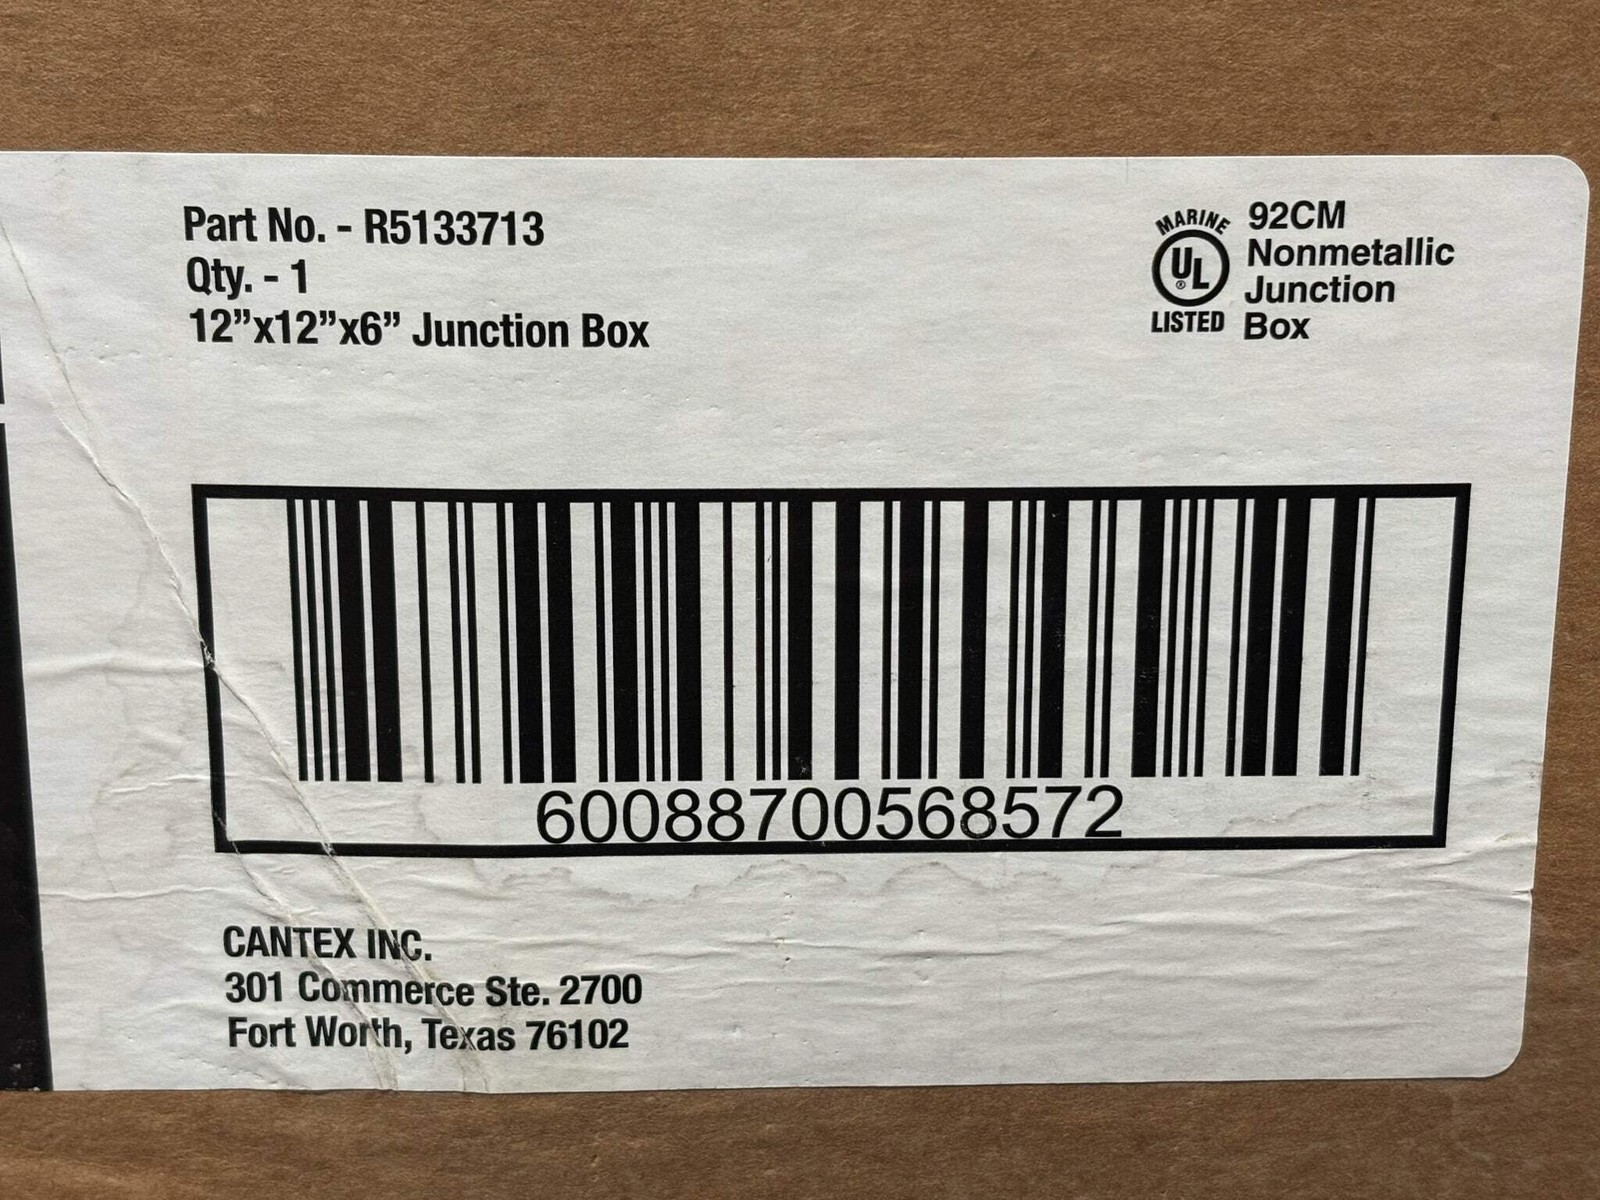 Part No. - R5133713
Qty. - 1
12”x12”x6” Junction Box
MARINE
UL
®
LISTED
92CM
Nonmetallic
Junction
Box
60088700568572
CANTEX INC.
301 Commerce Ste. 2700
Fort Worth, Texas 76102